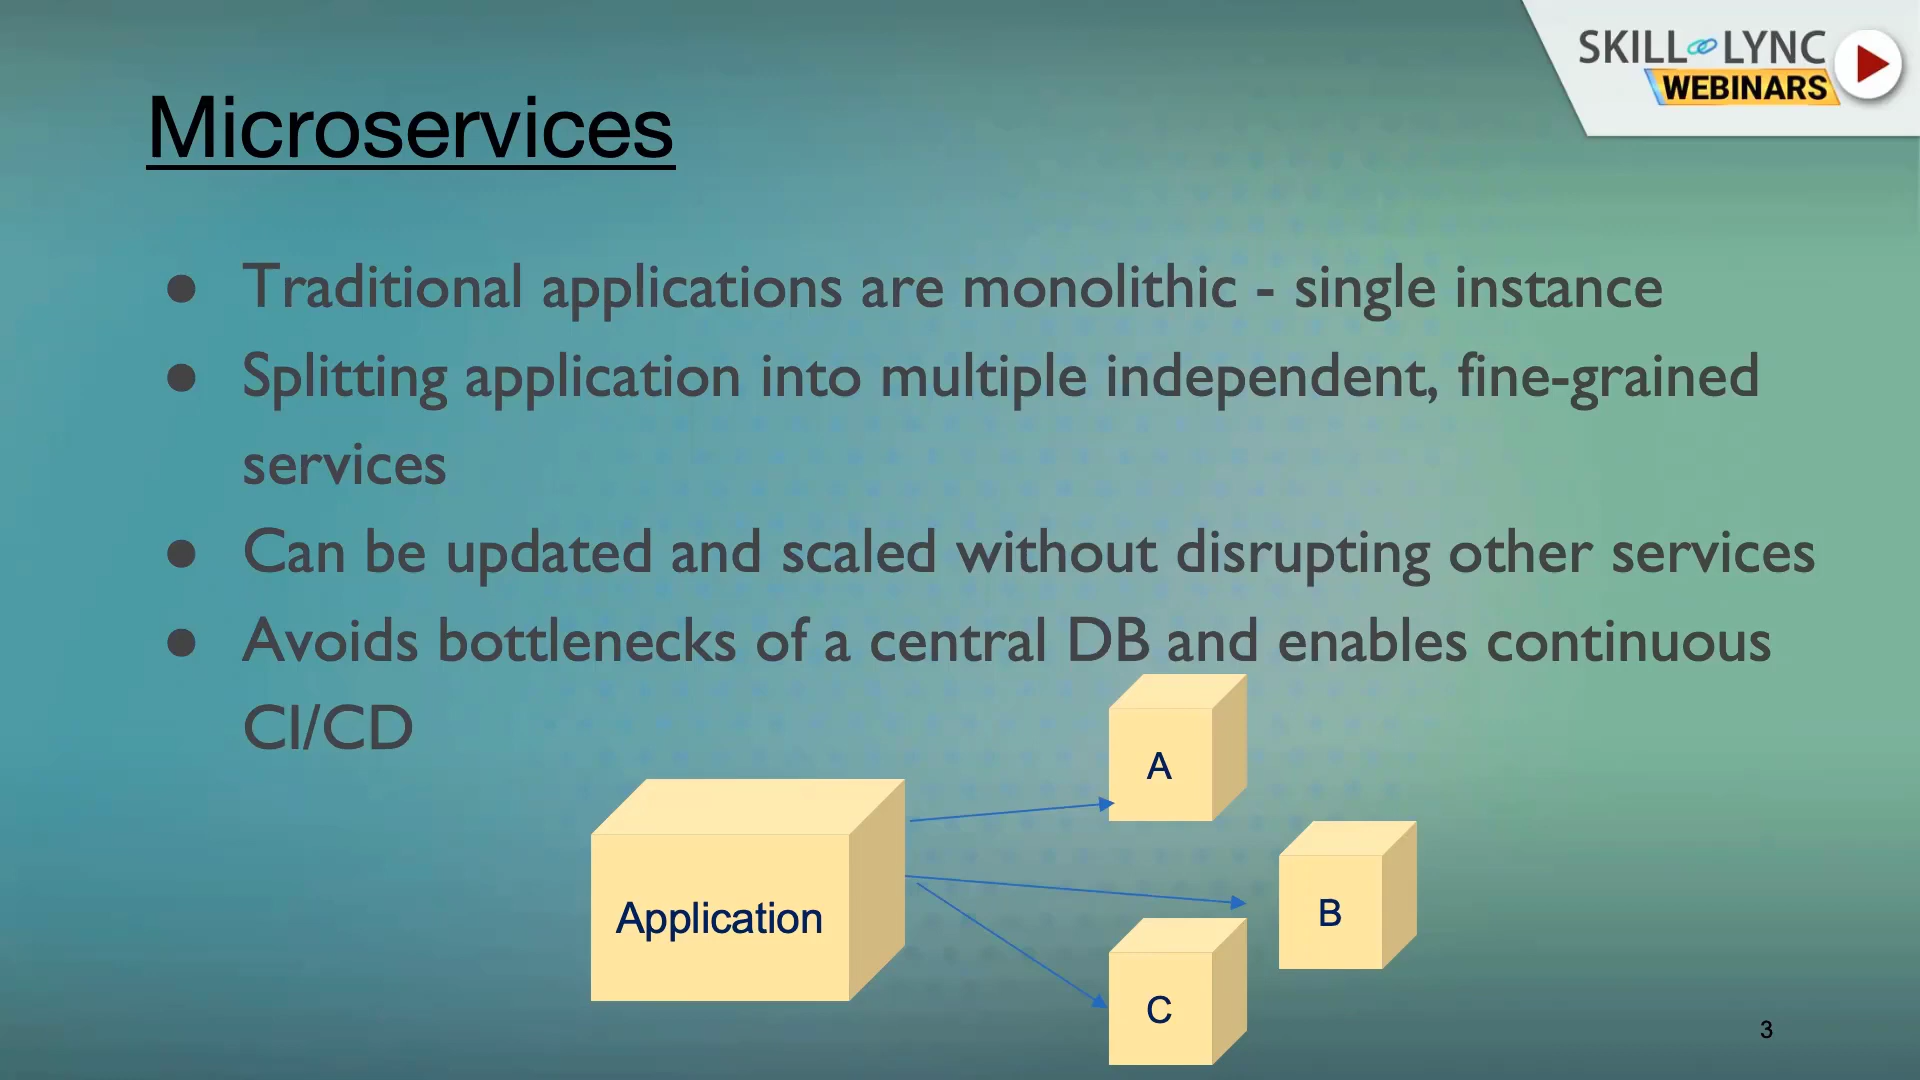 SKILL LYNC
WEBINARS
Microservices
● Traditional applications are monolithic - single instance
● Splitting application into multiple independent, fine-grained
services
● Can be updated and scaled without disrupting other services
● Avoids bottlenecks of a central DB and enables continuous
CI/CD
A
Application
B
C
3